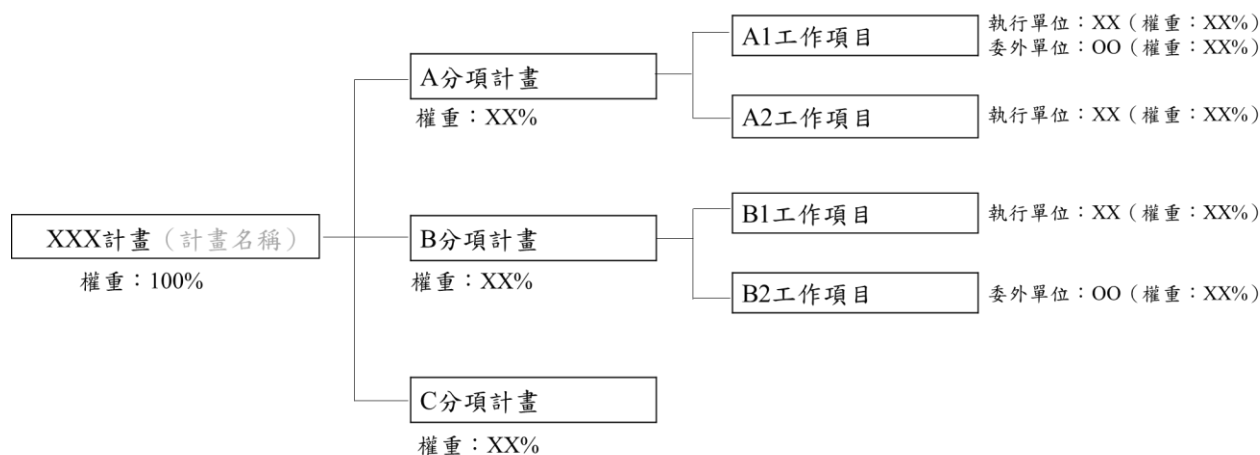 XXX計畫（計畫名稱）
權重：100%
A分項計畫
權重：XX%
A1工作項目
執行單位：XX（權重：XX%）
委外單位：OO（權重：XX%）
A2工作項目
執行單位：XX（權重：XX%）
B分項計畫
權重：XX%
B1工作項目
執行單位：XX（權重：XX%）
B2工作項目
委外單位：OO（權重：XX%）
C分項計畫
權重：XX%